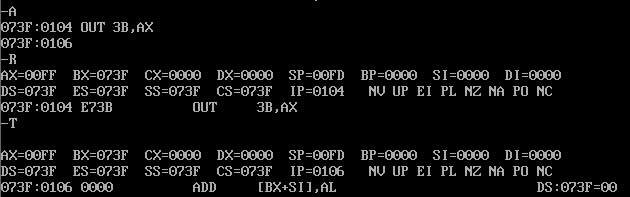 -A
073F:0104 OUT 3B,AX
073F:0106
-R
AX=00FF  BX=073F  CX=0000  DX=0000  SP=00FD  BP=0000  SI=0000  DI=0000
DS=073F  ES=073F  SS=073F  CS=073F  IP=0104   NV UP EI PL NZ NA PO NC
073F:0104 E73B          OUT     3B,AX
-T
AX=00FF  BX=073F  CX=0000  DX=0000  SP=00FD  BP=0000  SI=0000  DI=0000
DS=073F  ES=073F  SS=073F  CS=073F  IP=0106   NV UP EI PL NZ NA PO NC
073F:0106 0000          ADD     [BX+SI],AL                         DS:073F=00